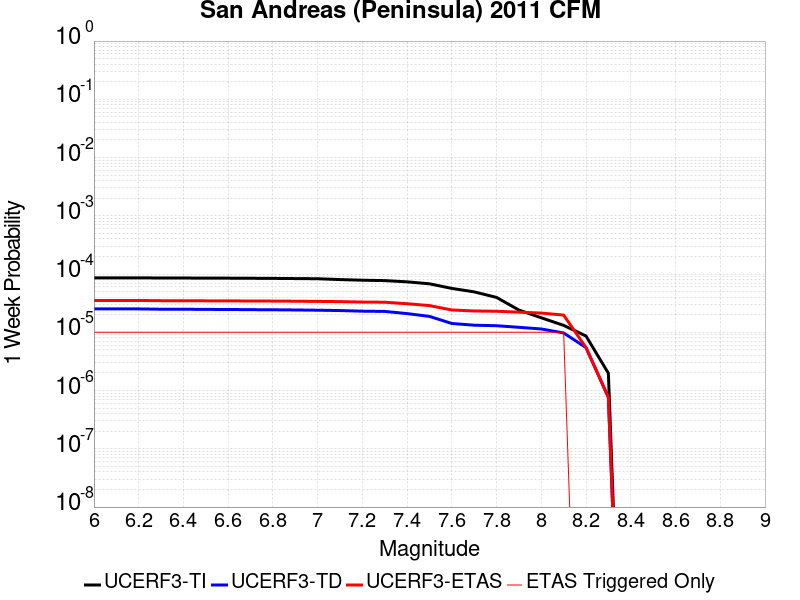 San Andreas (Peninsula) 2011 CFM
1 Week Probability
10^0
10^-1
10^-2
10^-3
10^-4
10^-5
10^-6
10^-7
10^-8
6 6.2 6.4 6.6 6.8 7 7.2 7.4 7.6 7.8 8 8.2 8.4 8.6 8.8 9
Magnitude
UCERF3-TI UCERF3-TD UCERF3-ETAS ETAS Triggered Only